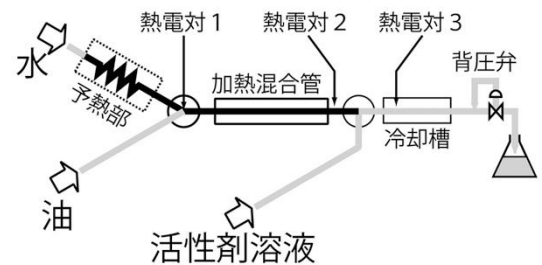 熱電対1
熱電対2
熱電対3
水
予熱部
加熱混合管
背圧弁
冷却槽
油
活性剤溶液